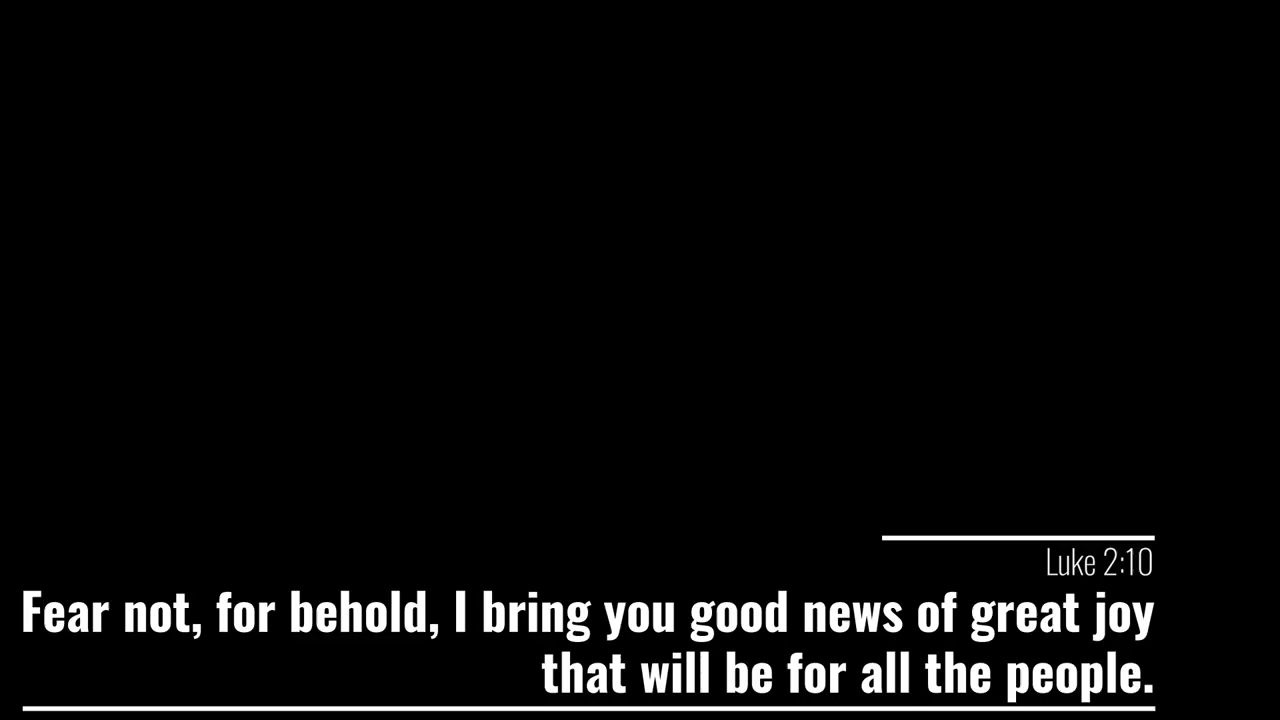 Luke 2:10
Fear not, for behold, I bring you good news of great joy
that will be for all the people.